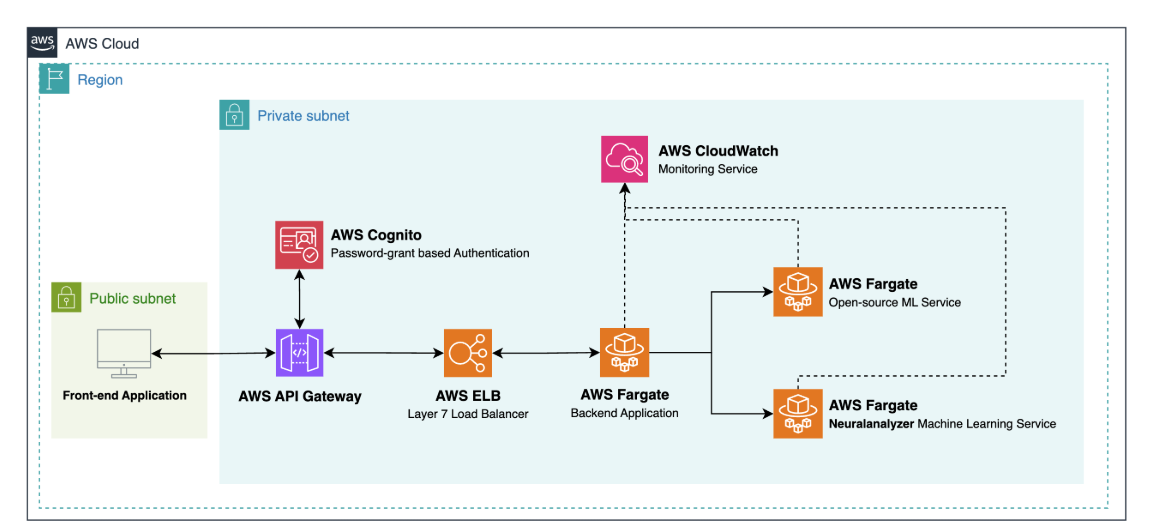 aws
AWS Cloud
Region
Private subnet
AWS CloudWatch
Monitoring Service
AWS Cognito
Password-grant based Authentication
Public subnet
Front-end Application
AWS API Gateway
AWS ELB
Layer 7 Load Balancer
AWS Fargate
Backend Application
AWS Fargate
Open-source ML Service
AWS Fargate
Neuralanalyzer Machine Learning Service